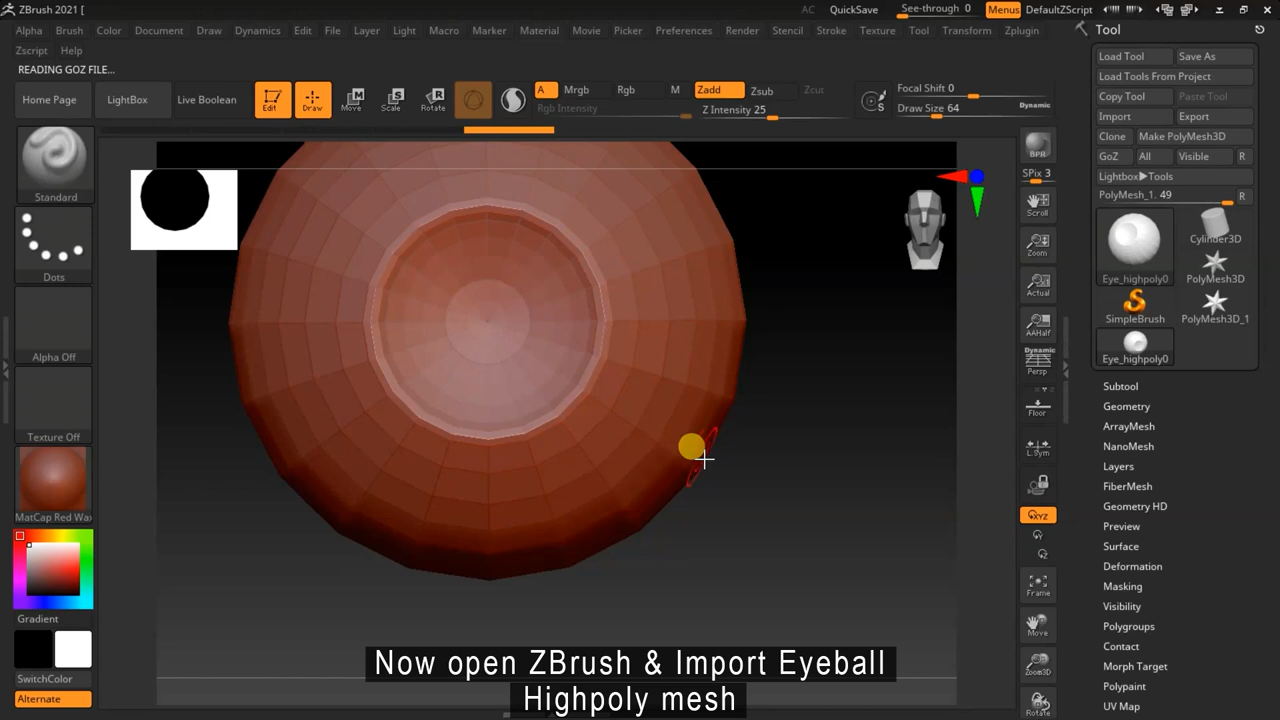 ZBrush 2021 [
AC QuickSave See-through 0 Menus DefaultZScript
Alpha Brush Color Document Draw Dynamics Edit File Layer Light Macro Marker Material Movie Picker Preferences Render Stencil Stroke Texture Tool Transform Zplugin
Zscript Help
READING GOZ FILE...
Home Page LightBox Live Boolean Edit Draw Move Scale Rotate A Mrgb Rgb M Zadd Zsub Zcut Focal Shift 0
Rgb Intensity Z Intensity 25 S Draw Size 64 Dynamic
Standard
Dots
Alpha Off
Texture Off
MatCap Red Wax
Gradient
SwitchColor
Alternate
BPR
SPix 3
Scroll
Zoom
Actual
AAHalf
Dynamic
Persp
Floor
L.Sym
XYZ
Frame
Move
Zoom3D
Rotate
Tool
Load Tool Save As
Load Tools From Project
Copy Tool Paste Tool
Import Export
Clone Make PolyMesh3D
GoZ All Visible R
Lightbox▶Tools
PolyMesh_1. 49 R
Eye_highpoly0 Cylinder3D
PolyMesh3D
SimpleBrush PolyMesh3D_1
Eye_highpoly0
Subtool
Geometry
ArrayMesh
NanoMesh
Layers
FiberMesh
Geometry HD
Preview
Surface
Deformation
Masking
Visibility
Polygroups
Contact
Morph Target
Polypaint
UV Map
Now open ZBrush & Import Eyeball
Highpoly mesh